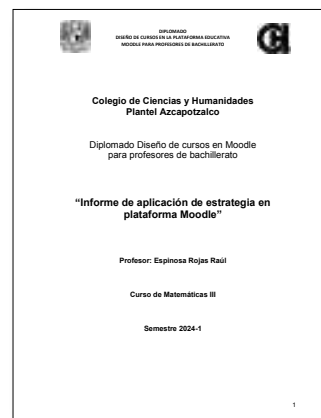 DIPLOMADO
DISEÑO DE CURSOS EN LA PLATAFORMA EDUCATIVA
MOODLE PARA PROFESORES DE BACHILLERATO
Colegio de Ciencias y Humanidades
Plantel Azcapotzalco
Diplomado Diseño de cursos en Moodle
para profesores de bachillerato
“Informe de aplicación de estrategia en
plataforma Moodle”
Profesor: Espinosa Rojas Raúl
Curso de Matemáticas III
Semestre 2024-1
1